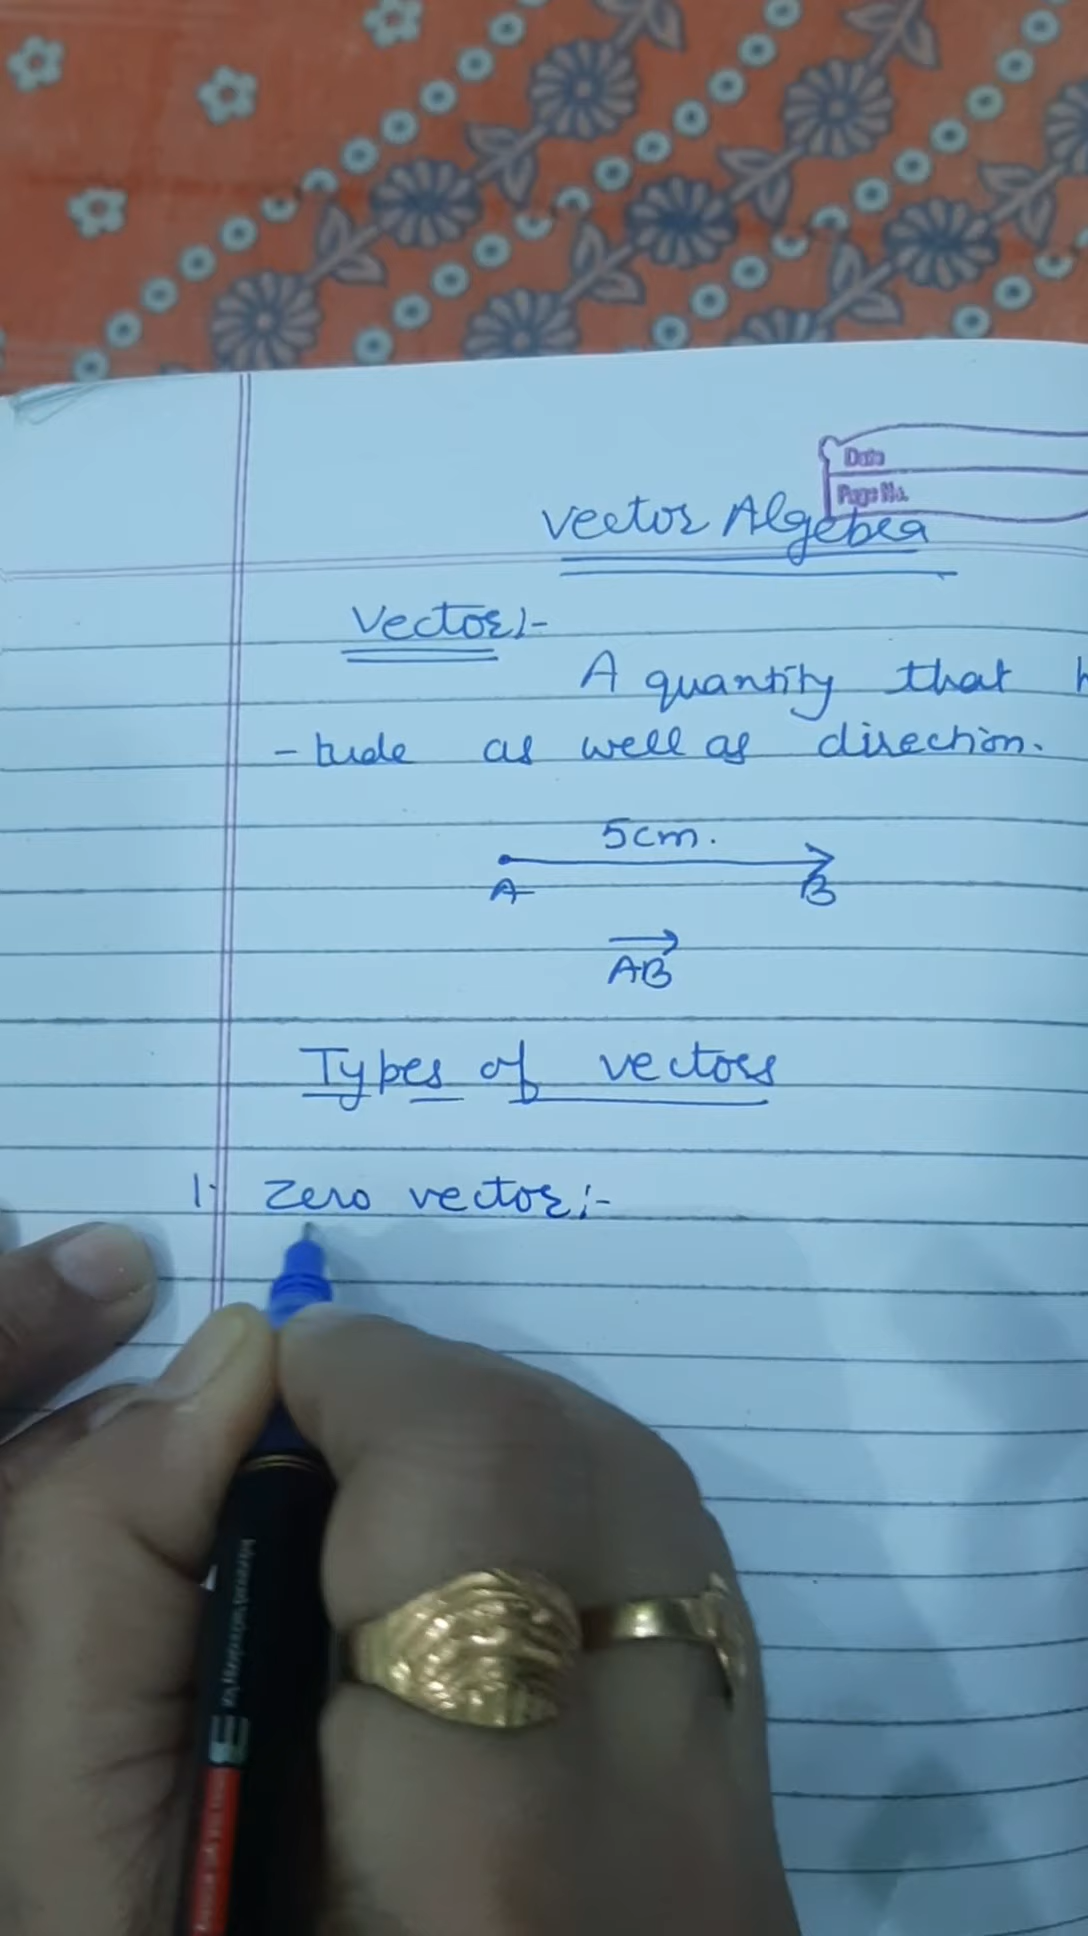 Date
Page No.
Vector Algebra
Vector:-
A quantity that
-tude as well as direction.
5cm.
A B
AB
Types of vectors
1. Zero vector:-